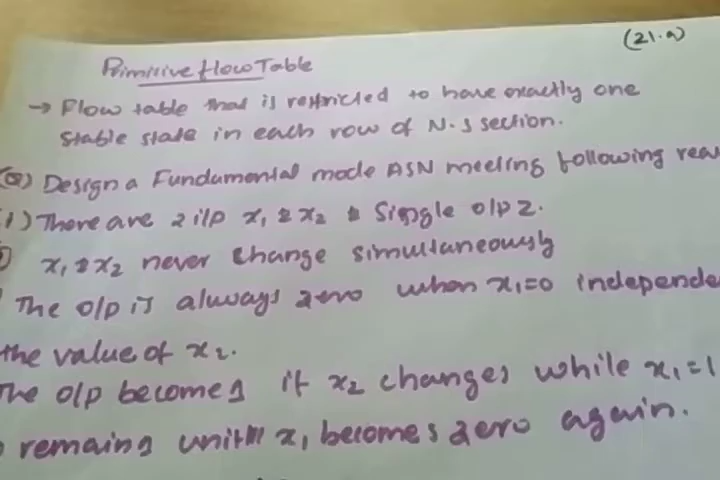 (21.a)
Primitive flow Table
→ Flow table that is restricted to have exactly one
stable state in each row of N.S section.
(Q) Design a Fundamental mode ASN meeting following
1) There are 2 i/p x₁ & x₂ & Single o/p Z.
x₁ & x₂ never change simultaneously
The o/p is always zero when x₁=0 independe
the value of x₂.
The o/p becomes if x₂ changes while x₁=1
remains x₁ becomes zero again.